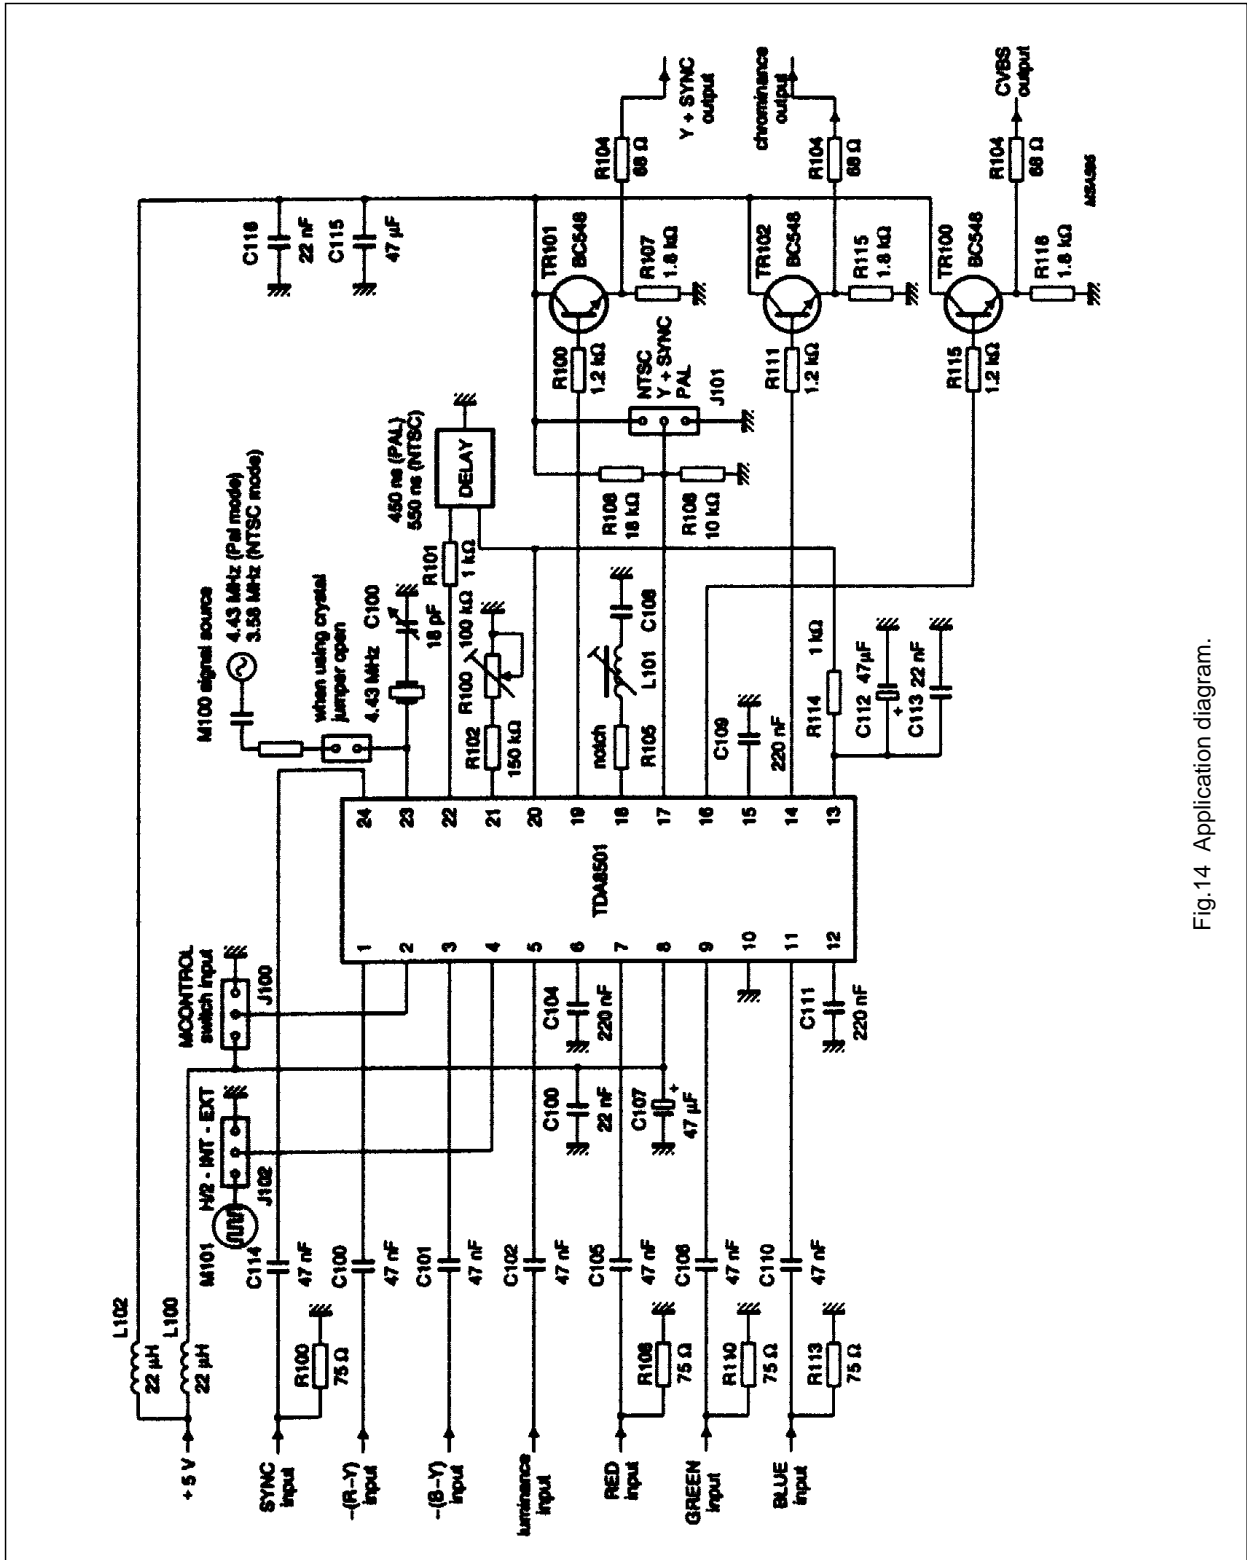 + 5 V
L102
22 µH
L100
22 µH
SYNC
input
R100
75 Ω
–(R–Y)
input
–(B–Y)
input
luminance
input
RED
input
R108
75 Ω
GREEN
input
R110
75 Ω
BLUE
input
R113
75 Ω
M101
H/2 - INT - EXT
J102
C114
47 nF
C100
47 nF
C101
47 nF
C102
47 nF
C105
47 nF
C106
47 nF
C110
47 nF
MCONTROL
switch input
J100
C104
220 nF
C100
22 nF
C107
+
47 µF
C111
220 nF
1
2
3
4
5
6
7
8
9
10
11
12
TDA8501
24
23
22
21
20
19
18
17
16
15
14
13
M100 signal source
4.43 MHz (Pal mode)
3.58 MHz (NTSC mode)
when using crystal
jumper open
4.43 MHz
C100
18 pF
R101
1 kΩ
450 ns (PAL)
550 ns (NTSC)
DELAY
R102
150 kΩ
R100
100 kΩ
notch
R105
L101
C108
C109
220 nF
R114
1 kΩ
C112
47µF
+
C113
22 nF
R108
18 kΩ
R106
10 kΩ
NTSC
Y + SYNC
PAL
J101
C116
22 nF
C115
47 µF
R100
1.2 kΩ
TR101
BC548
R107
1.8 kΩ
R104
68 Ω
Y + SYNC
output
R111
1.2 kΩ
TR102
BC548
R115
1.8 kΩ
R104
68 Ω
chrominance
output
R115
1.2 kΩ
TR100
BC548
R118
1.8 kΩ
R104
68 Ω
CVBS
output
Fig.14 Application diagram.